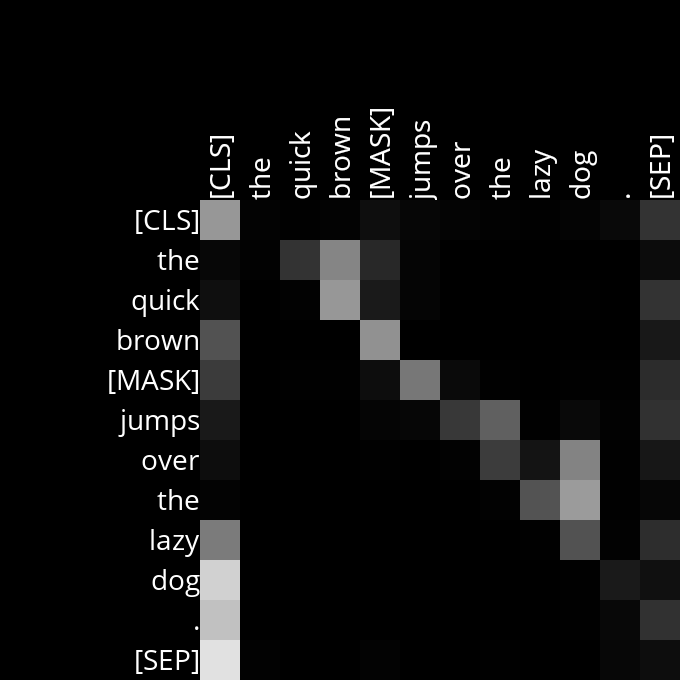 [CLS]
the
quick
brown
[MASK]
jumps
over
the
lazy
dog
.
[SEP]
[CLS]
the
quick
brown
[MASK]
jumps
over
the
lazy
dog
.
[SEP]